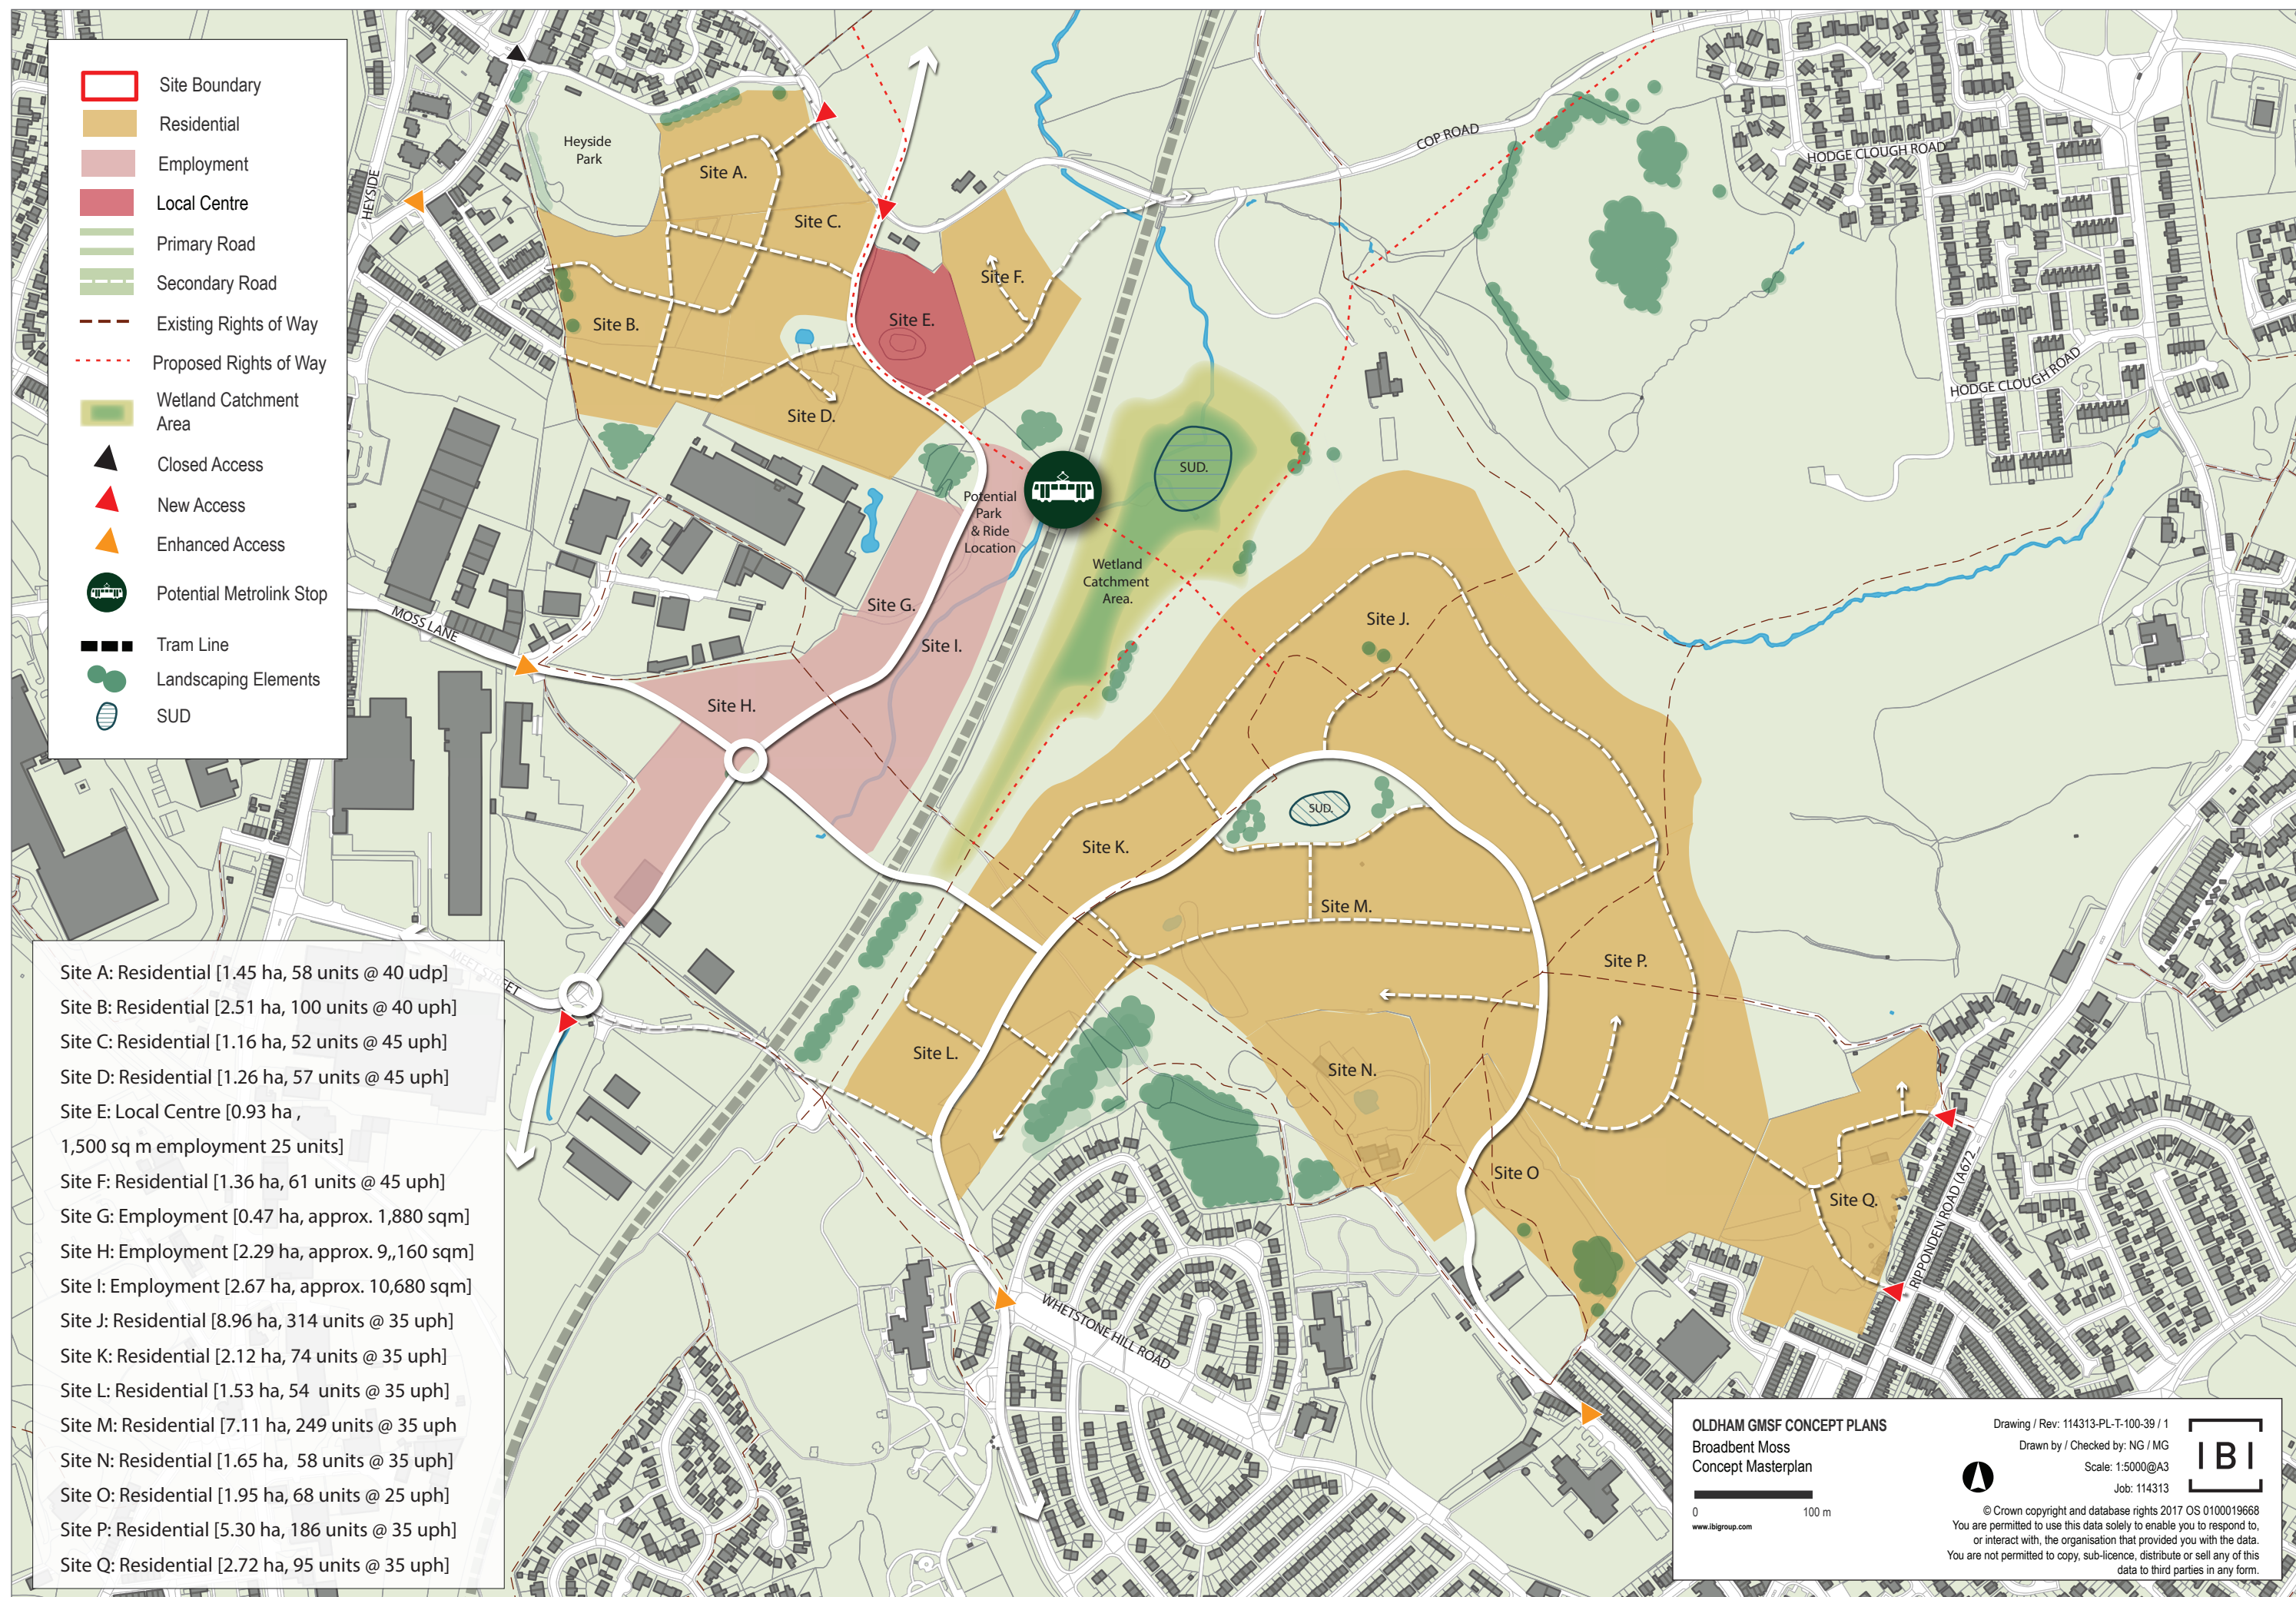 Site Boundary
Residential
Employment
Local Centre
Primary Road
Secondary Road
Existing Rights of Way
Proposed Rights of Way
Wetland Catchment
Area
Closed Access
New Access
Enhanced Access
Potential Metrolink Stop
Tram Line
Landscaping Elements
SUD
HEYSIDE
Heyside
Park
Site A.
Site C.
Site B.
Site E.
Site F.
Site D.
COP ROAD
HODGE CLOUGH ROAD
HODGE CLOUGH ROAD
MOSS LANE
Potential
Park
& Ride
Location
SUD.
Wetland
Catchment
Area.
Site G.
Site I.
Site H.
Site J.
SUD.
Site K.
Site M.
Site P.
Site L.
Site N.
Site O
Site Q.
RIPPONDEN ROAD (A672
WHETSTONE HILL ROAD
MEET STREET
Site A: Residential [1.45 ha, 58 units @ 40 udp]
Site B: Residential [2.51 ha, 100 units @ 40 uph]
Site C: Residential [1.16 ha, 52 units @ 45 uph]
Site D: Residential [1.26 ha, 57 units @ 45 uph]
Site E: Local Centre [0.93 ha ,
1,500 sq m employment 25 units]
Site F: Residential [1.36 ha, 61 units @ 45 uph]
Site G: Employment [0.47 ha, approx. 1,880 sqm]
Site H: Employment [2.29 ha, approx. 9,,160 sqm]
Site I: Employment [2.67 ha, approx. 10,680 sqm]
Site J: Residential [8.96 ha, 314 units @ 35 uph]
Site K: Residential [2.12 ha, 74 units @ 35 uph]
Site L: Residential [1.53 ha, 54 units @ 35 uph]
Site M: Residential [7.11 ha, 249 units @ 35 uph
Site N: Residential [1.65 ha, 58 units @ 35 uph]
Site O: Residential [1.95 ha, 68 units @ 25 uph]
Site P: Residential [5.30 ha, 186 units @ 35 uph]
Site Q: Residential [2.72 ha, 95 units @ 35 uph]
OLDHAM GMSF CONCEPT PLANS
Broadbent Moss
Concept Masterplan
0 100 m
www.ibigroup.com
Drawing / Rev: 114313-PL-T-100-39 / 1
Drawn by / Checked by: NG / MG
Scale: 1:5000@A3
Job: 114313
IBI
© Crown copyright and database rights 2017 OS 0100019668
You are permitted to use this data solely to enable you to respond to,
or interact with, the organisation that provided you with the data.
You are not permitted to copy, sub-licence, distribute or sell any of this
data to third parties in any form.